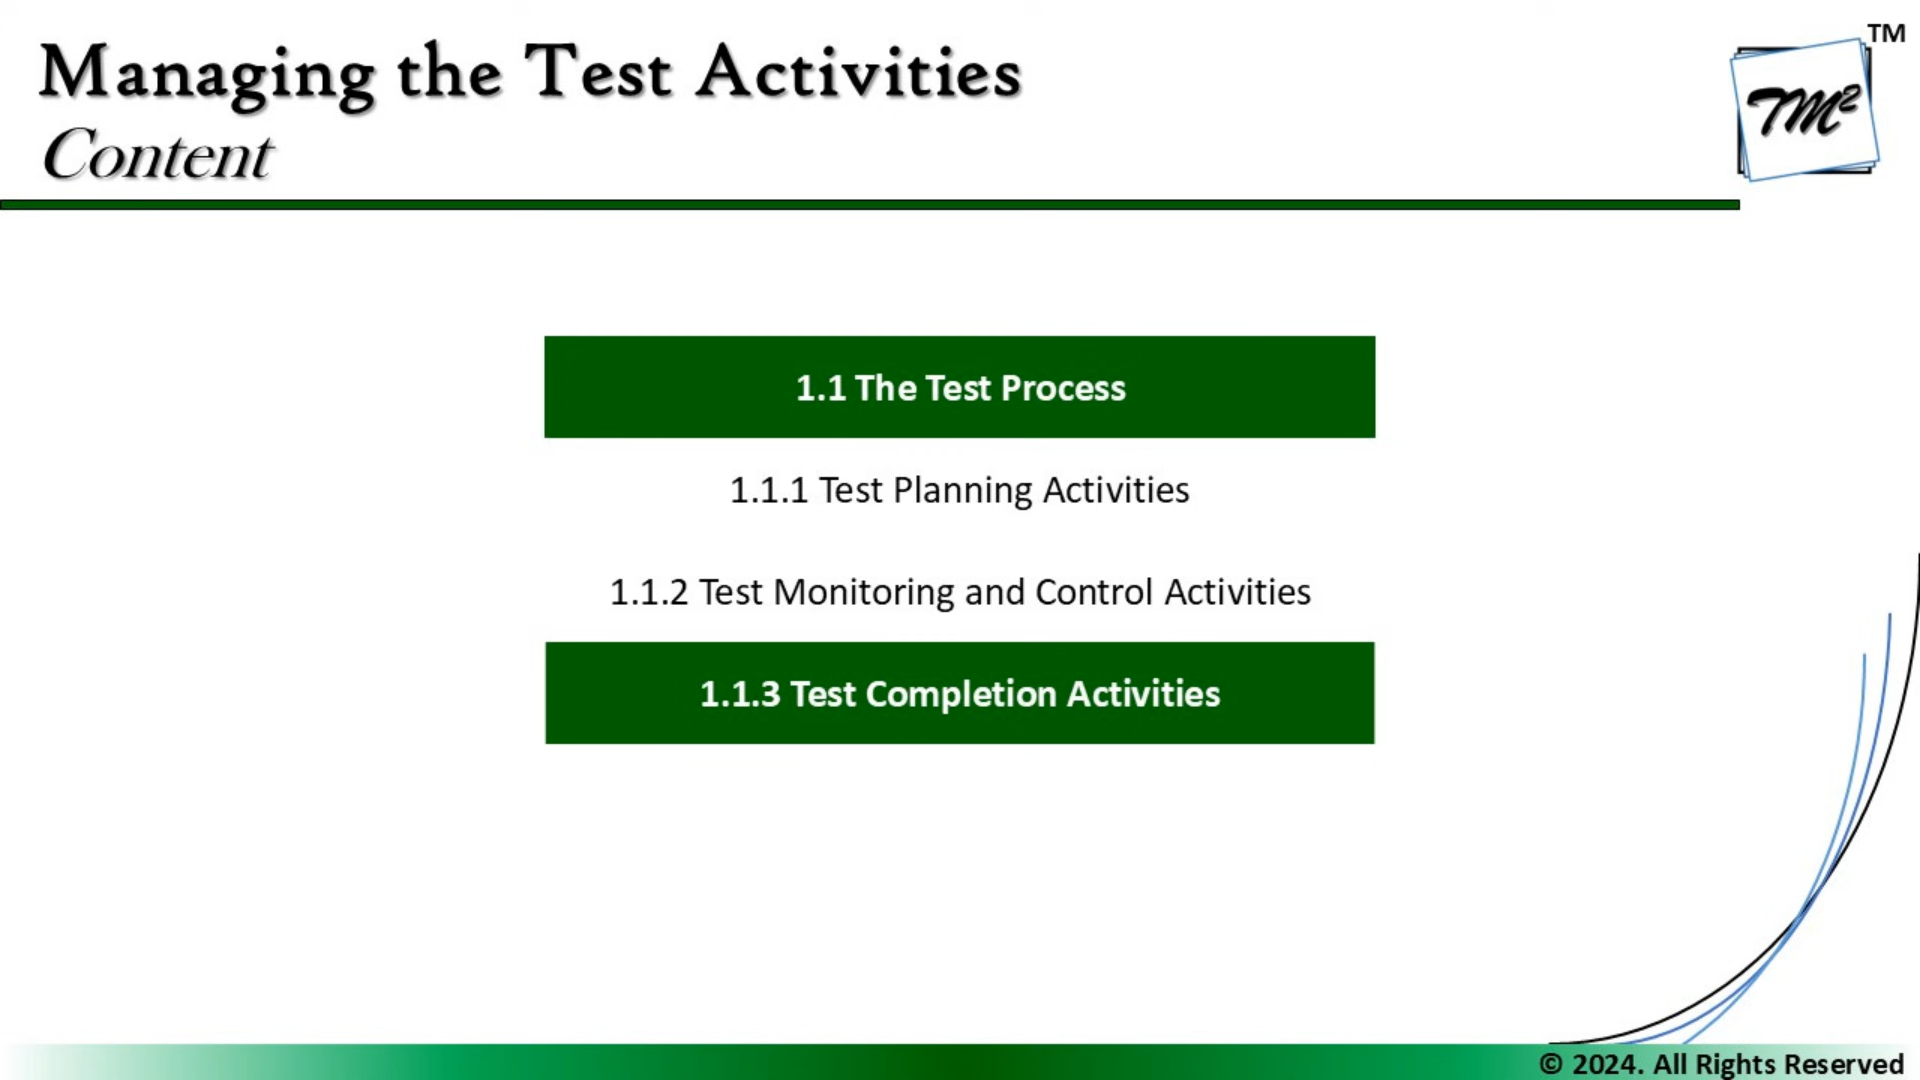 Managing the Test Activities
Content
TM
TM²
1.1 The Test Process
1.1.1 Test Planning Activities
1.1.2 Test Monitoring and Control Activities
1.1.3 Test Completion Activities
© 2024. All Rights Reserved